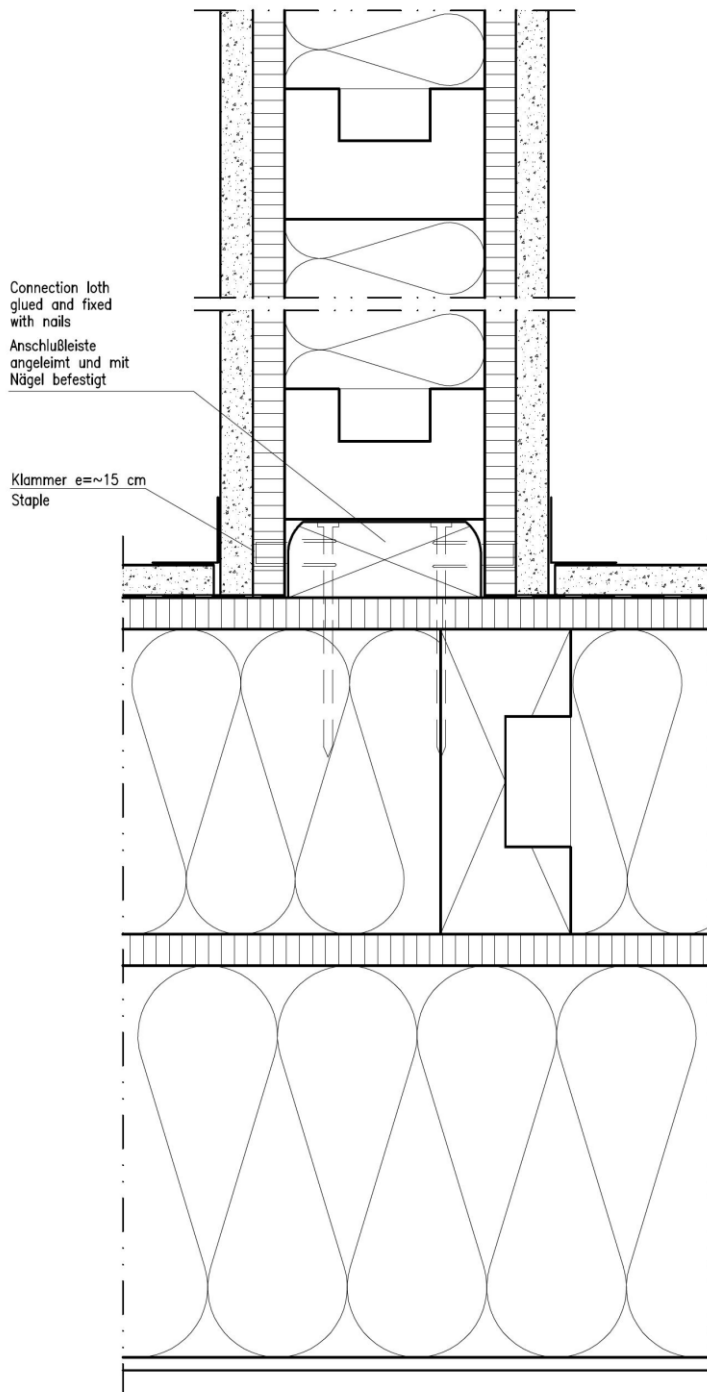 Connection loth
glued and fixed
with nails
Anschlußleiste
angeleimt und mit
Nägel befestigt
Klammer e=~15 cm
Staple